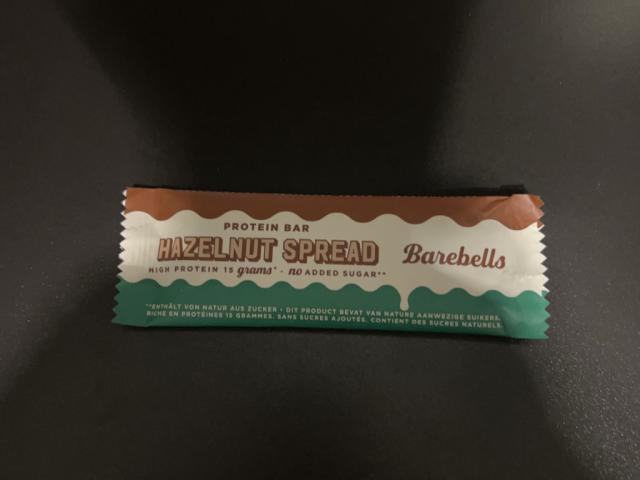 PROTEIN BAR
HAZELNUT SPREAD
Barebells
HIGH PROTEIN 15 grams* · no ADDED SUGAR**
**ENTHÄLT VON NATUR AUS ZUCKER · DIT PRODUCT BEVAT VAN NATURE AANWEZIGE SUIKERS.
RICHE EN PROTÉINES 15 GRAMMES. SANS SUCRES AJOUTÉS. CONTIENT DES SUCRES NATURELS.